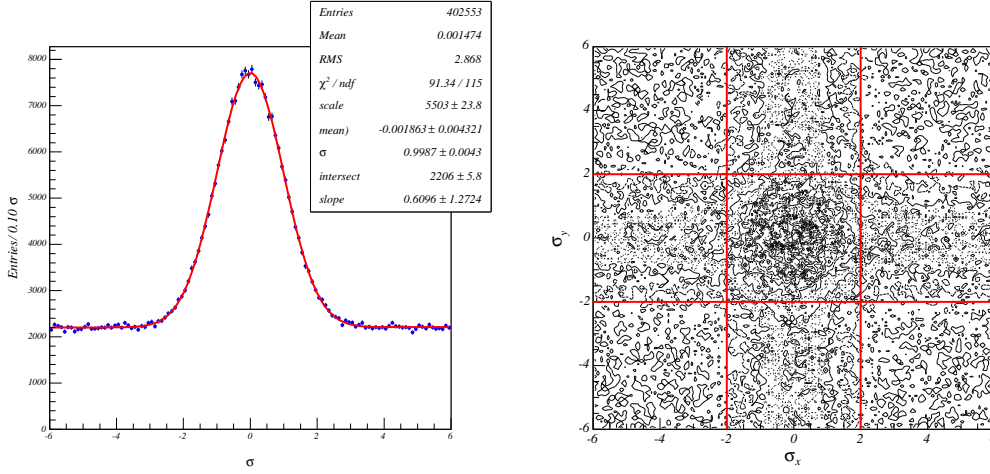 Entries 402553
Mean 0.001474
RMS 2.868
χ² / ndf 91.34 / 115
scale 5503 ± 23.8
mean) -0.001863 ± 0.004321
σ 0.9987 ± 0.0043
intersect 2206 ± 5.8
slope 0.6096 ± 1.2724
Entries/ 0.10 σ
8000
7000
6000
5000
4000
3000
2000
1000
0
-6 -4 -2 0 2 4 6
σ
σy
6
4
2
0
-2
-4
-6
-6 -4 -2 0 2 4
σx